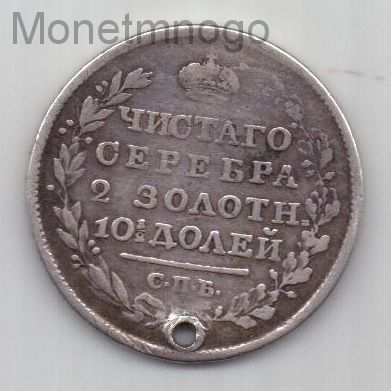 Monetmnogo
ЧИСТАГО
СЕРЕБРА
2 ЗОЛОТН.
10½ ДОЛЕЙ
С.П.Б.